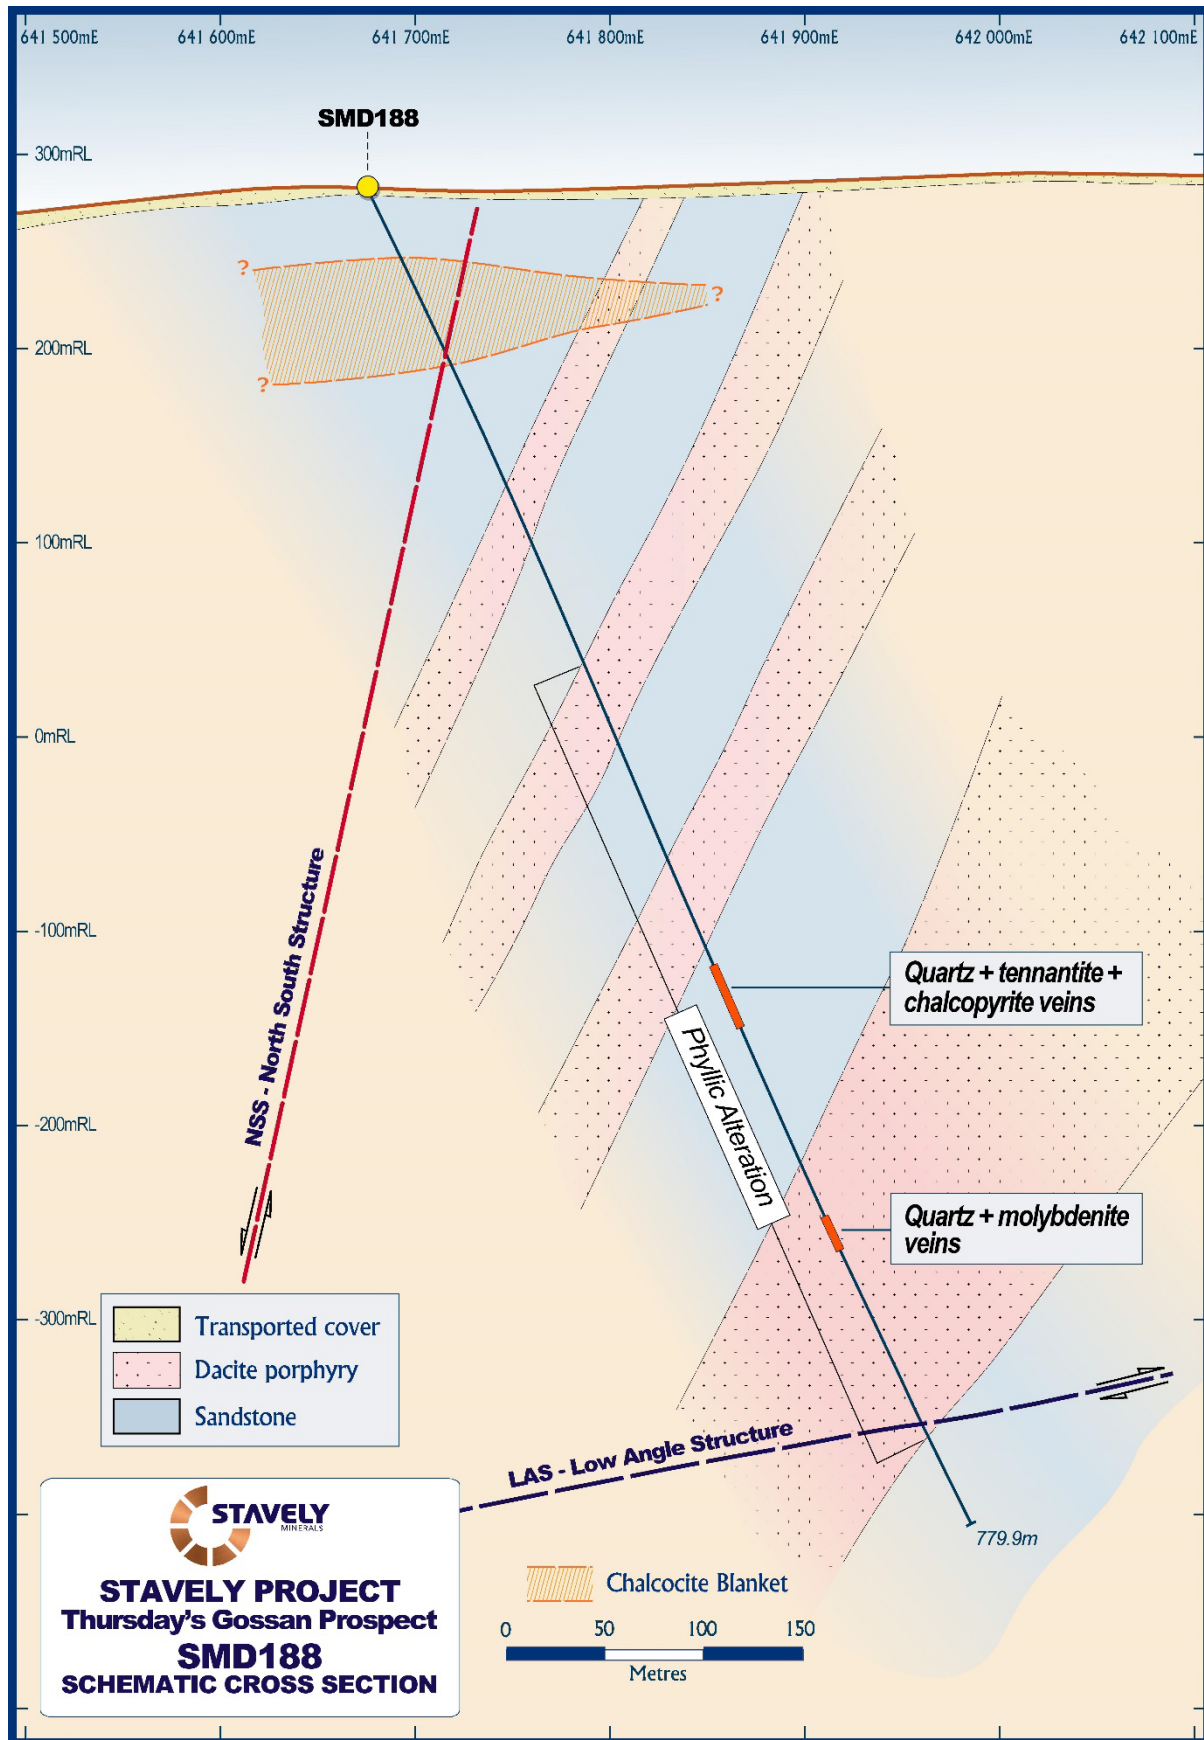 641 500mE 641 600mE 641 700mE 641 800mE 641 900mE 642 000mE 642 100mE
SMD188
300mRL
?
?
200mRL
?
100mRL
0mRL
-100mRL
Quartz + tennantite +
chalcopyrite veins
Phyllic Alteration
NSS - North South Structure
-200mRL
Quartz + molybdenite
veins
-300mRL
Transported cover
Dacite porphyry
Sandstone
LAS - Low Angle Structure
779.9m
STAVELY
MINERALS
STAVELY PROJECT
Thursday's Gossan Prospect
SMD188
SCHEMATIC CROSS SECTION
Chalcocite Blanket
0 50 100 150
Metres